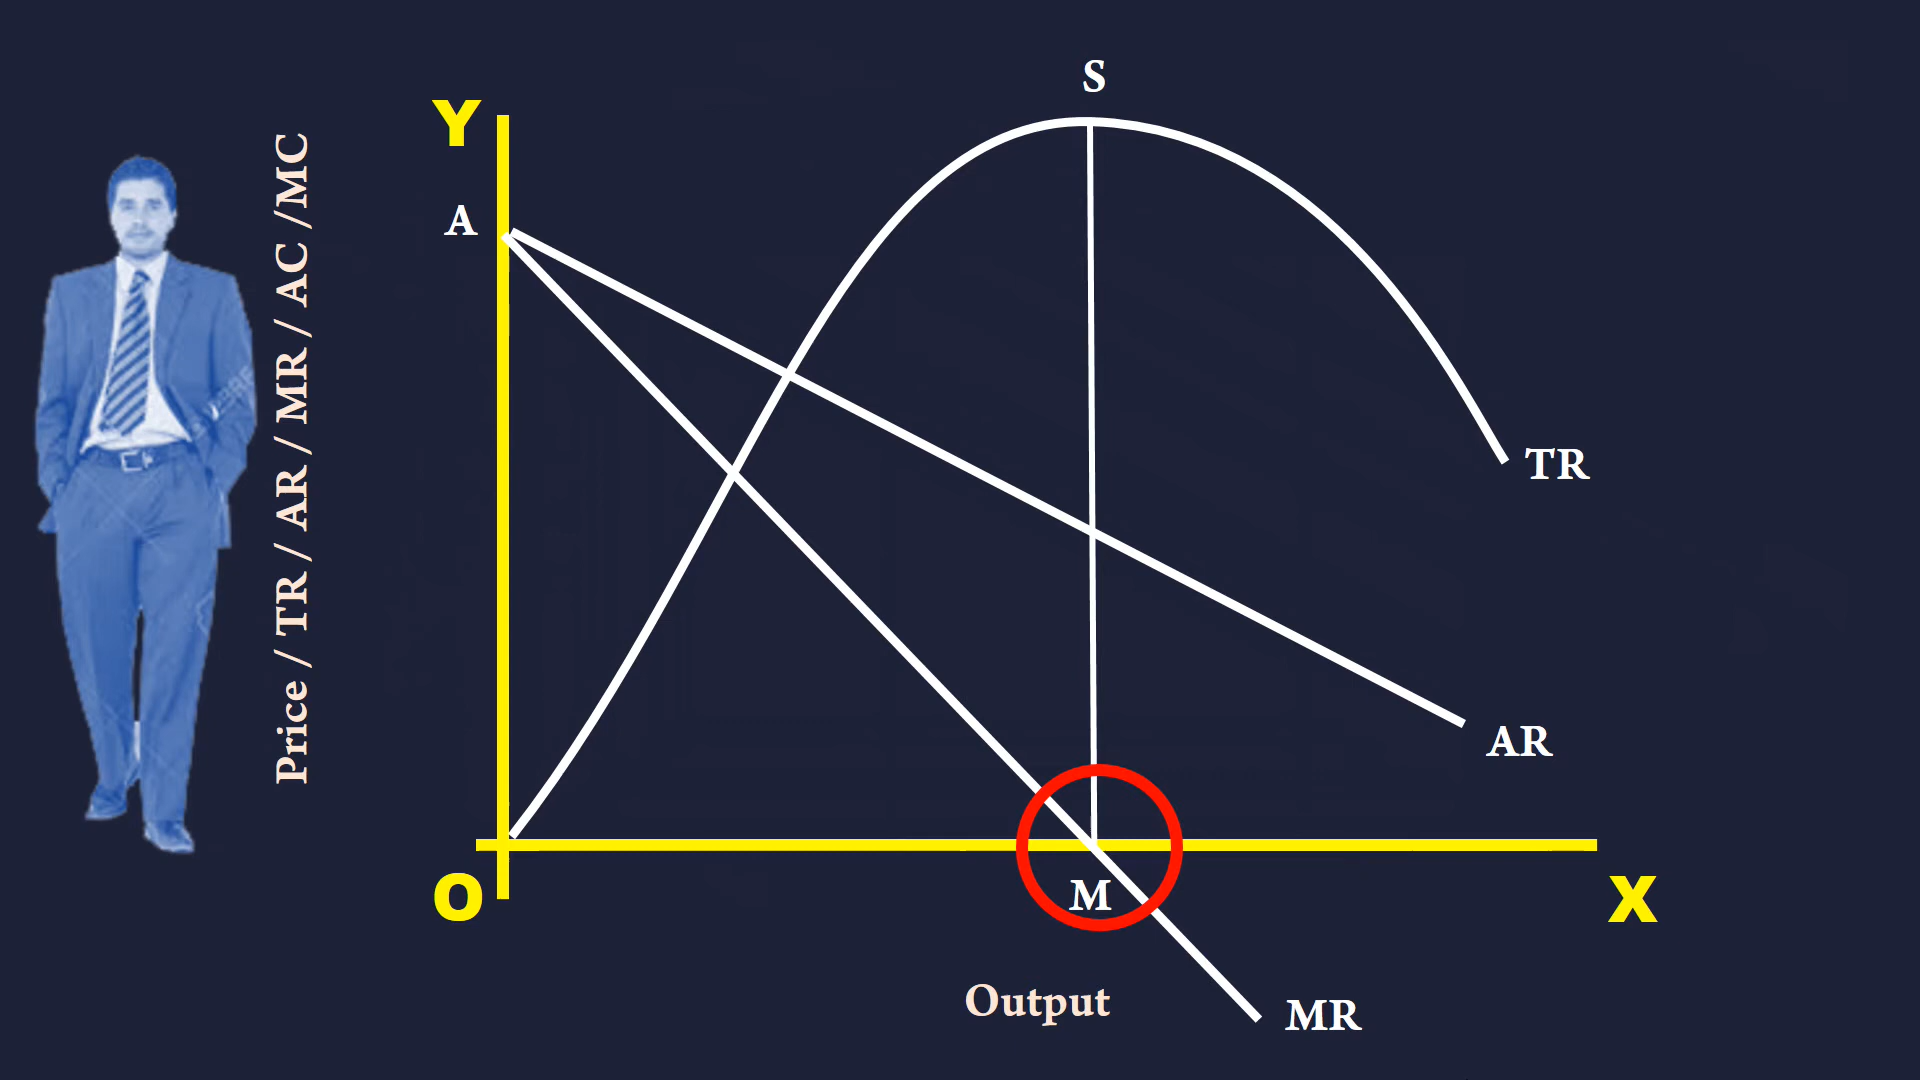 S
Y
A
Price / TR / AR / MR / AC /MC
TR
AR
O
M
X
Output
MR